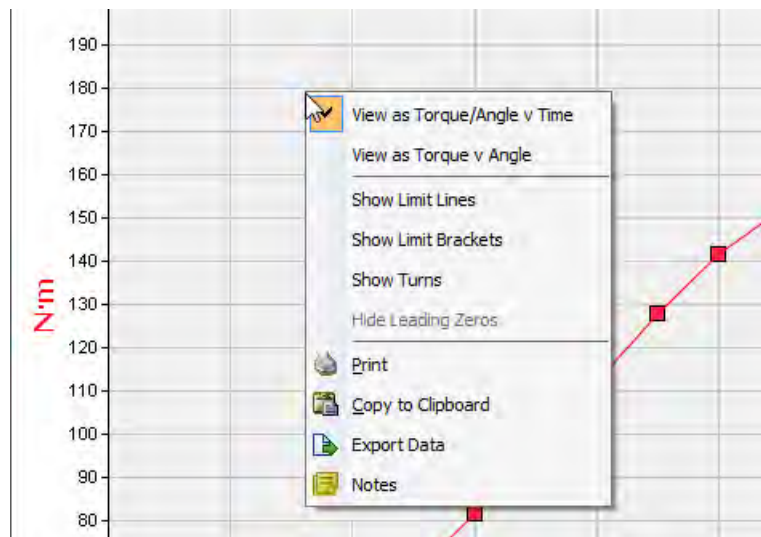 190
180
170
160
150
140
130
120
110
100
90
80
N'm
View as Torque/Angle v Time
View as Torque v Angle
Show Limit Lines
Show Limit Brackets
Show Turns
Hide Leading Zeros
Print
Copy to Clipboard
Export Data
Notes